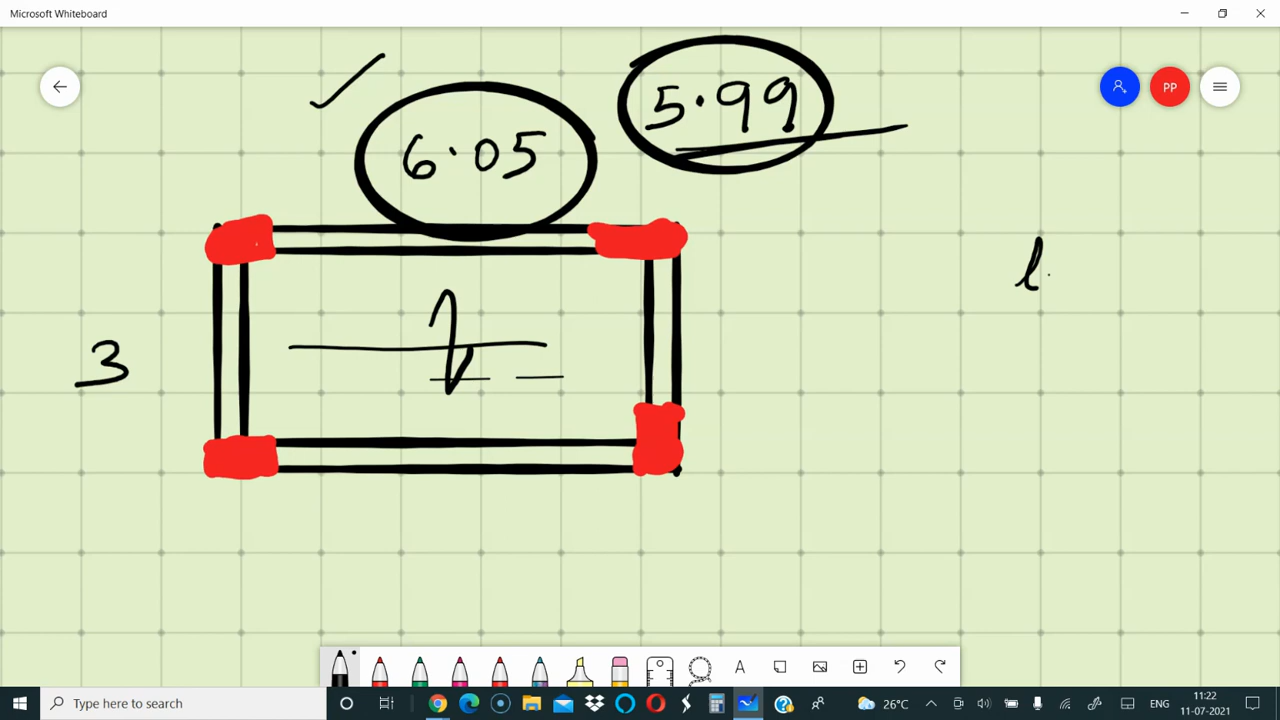 Microsoft Whiteboard
PP
5.99
6.05
3
l
A
Type here to search
26°C
ENG
11:22
11-07-2021